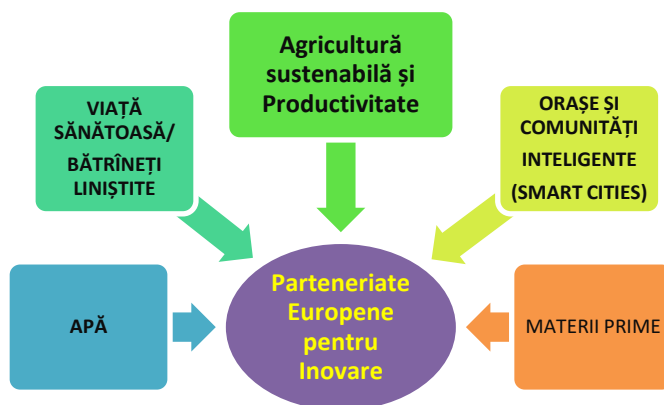 Agricultură
sustenabilă și
Productivitate
VIAȚĂ
SĂNĂTOASĂ/
BĂTRÎNEȚI
LINIȘTITE
ORAȘE ȘI
COMUNITĂȚI
INTELIGENTE
(SMART CITIES)
APĂ
Parteneriate
Europene
pentru
Inovare
MATERII PRIME